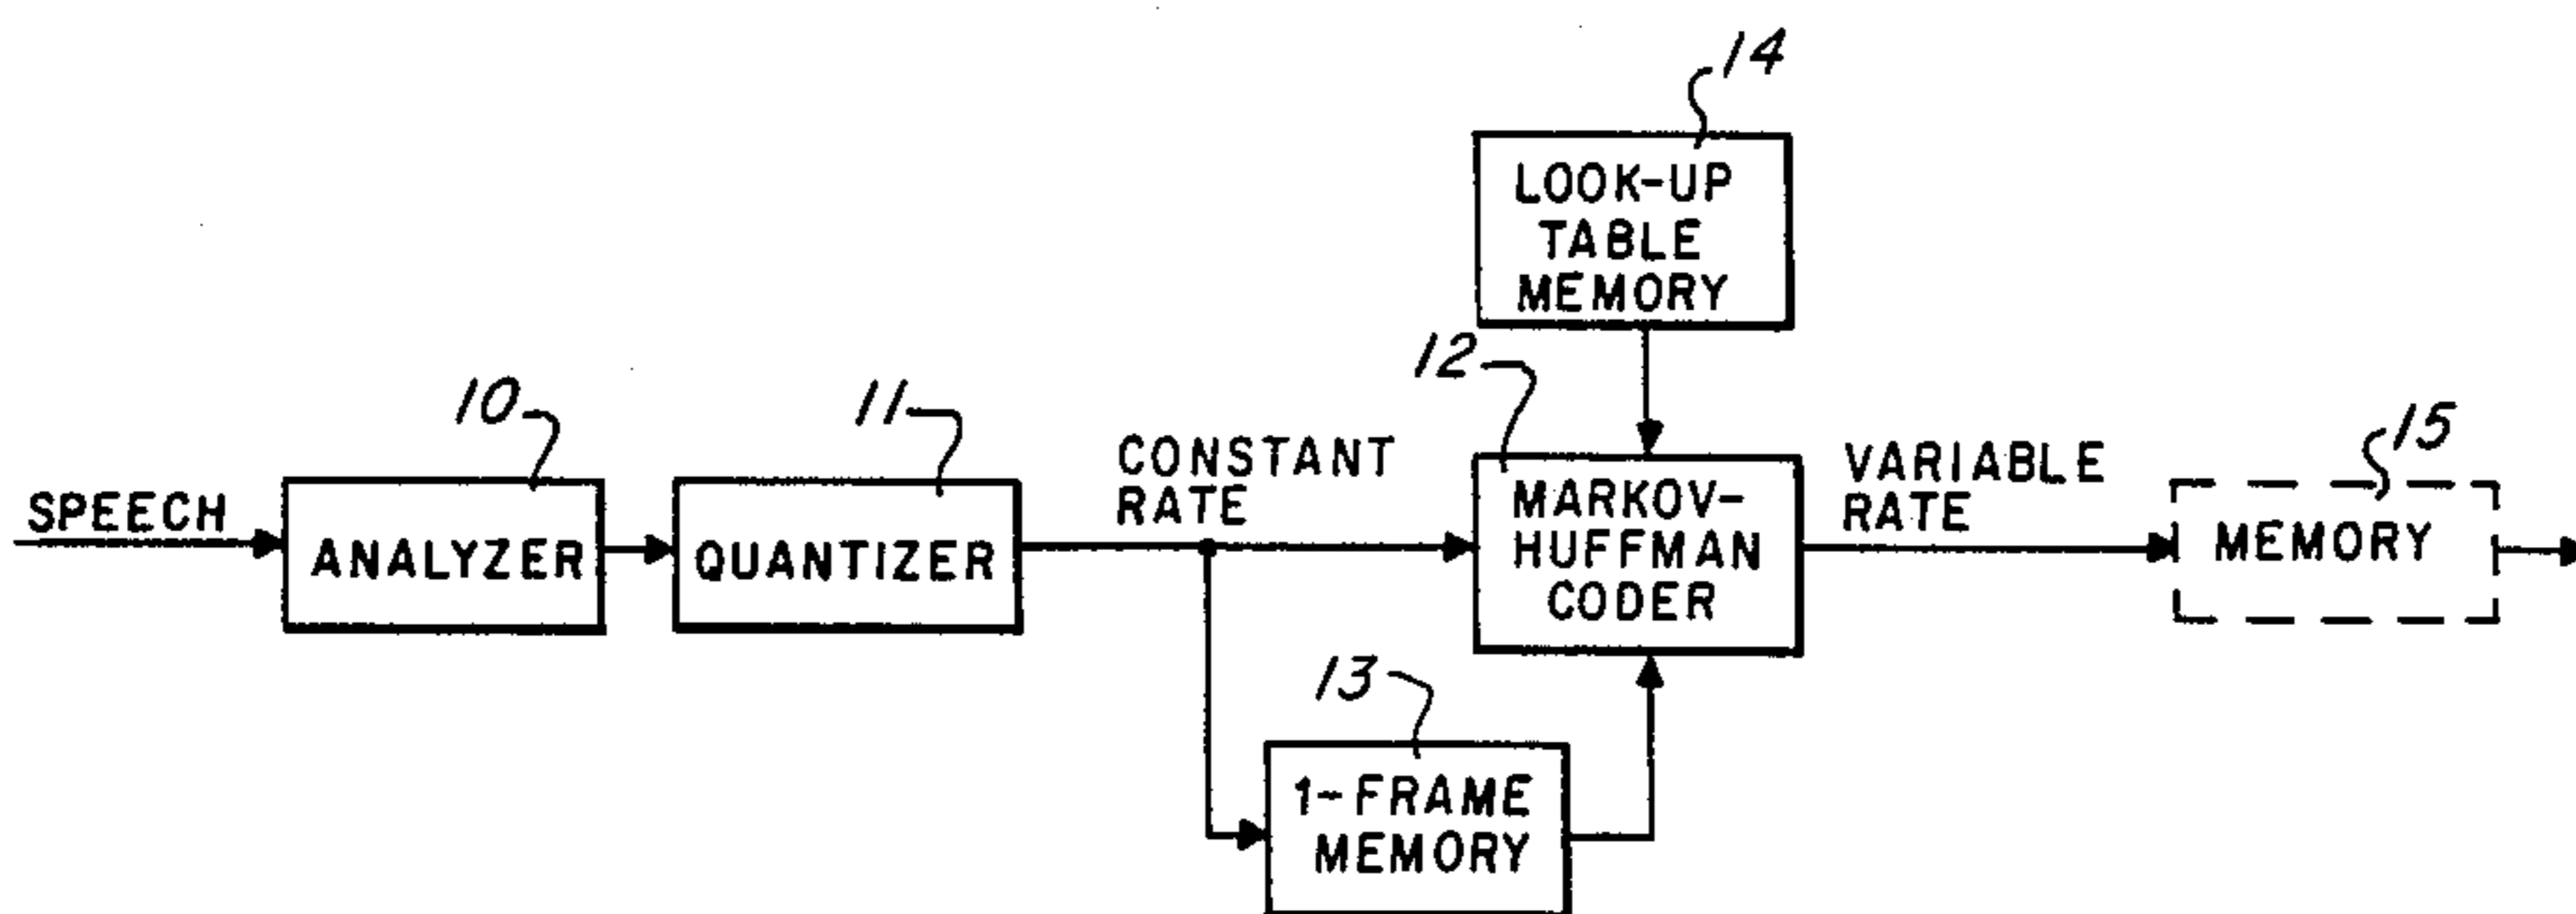 14
LOOK-UP
TABLE
MEMORY
12
10
11
15
SPEECH
ANALYZER
QUANTIZER
CONSTANT
RATE
MARKOV-
HUFFMAN
CODER
VARIABLE
RATE
MEMORY
13
1-FRAME
MEMORY